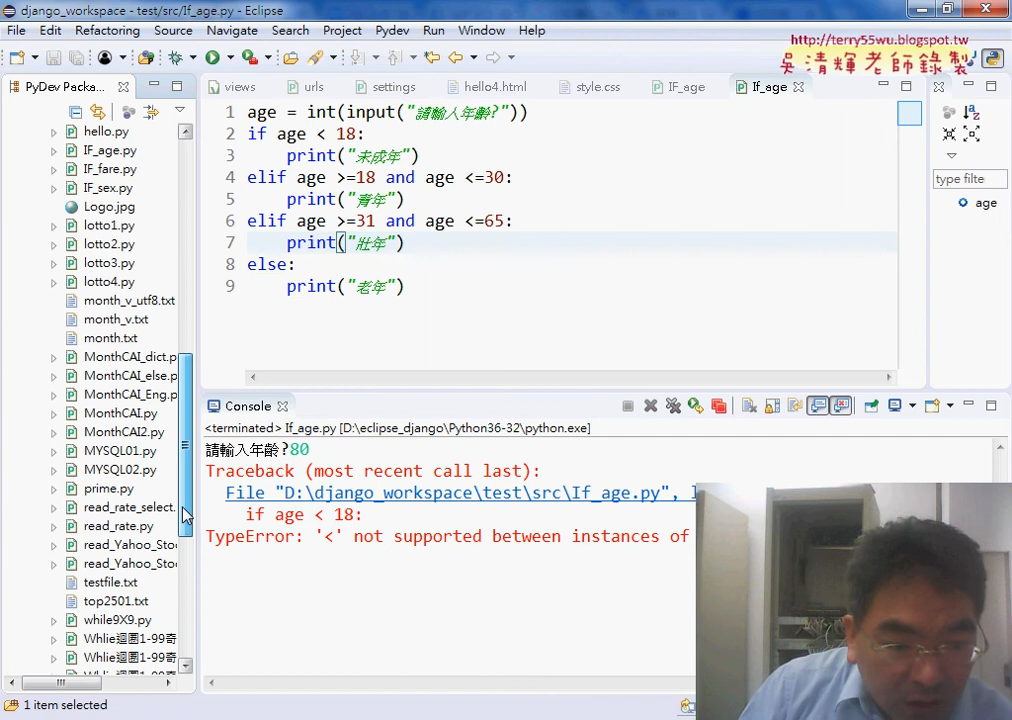 django_workspace - test/src/If_age.py - Eclipse
File Edit Refactoring Source Navigate Search Project Pydev Run Window Help
http://terry55wu.blogspot.tw
吳清輝老師錄製
PyDev Packa...
views urls settings hello4.html style.css IF_age If_age
hello.py
IF_age.py
IF_fare.py
IF_sex.py
Logo.jpg
lotto1.py
lotto2.py
lotto3.py
lotto4.py
month_v_utf8.txt
month_v.txt
month.txt
MonthCAI_dict.p
MonthCAI_else.p
MonthCAI_Eng.p
MonthCAI.py
MonthCAI2.py
MYSQL01.py
MYSQL02.py
prime.py
read_rate_select.
read_rate.py
read_Yahoo_Sto
read_Yahoo_Sto
testfile.txt
top2501.txt
while9X9.py
Whlie迴圈1-99奇
Whlie迴圈1-99奇
1 age = int(input("請輸入年齡?"))
2 if age < 18:
3 print("未成年")
4 elif age >=18 and age <=30:
5 print("青年")
6 elif age >=31 and age <=65:
7 print("壯年")
8 else:
9 print("老年")
type filte
age
Console
<terminated> If_age.py [D:\eclipse_django\Python36-32\python.exe]
請輸入年齡?80
Traceback (most recent call last):
File "D:\django_workspace\test\src\If_age.py", l
if age < 18:
TypeError: '<' not supported between instances of
1 item selected